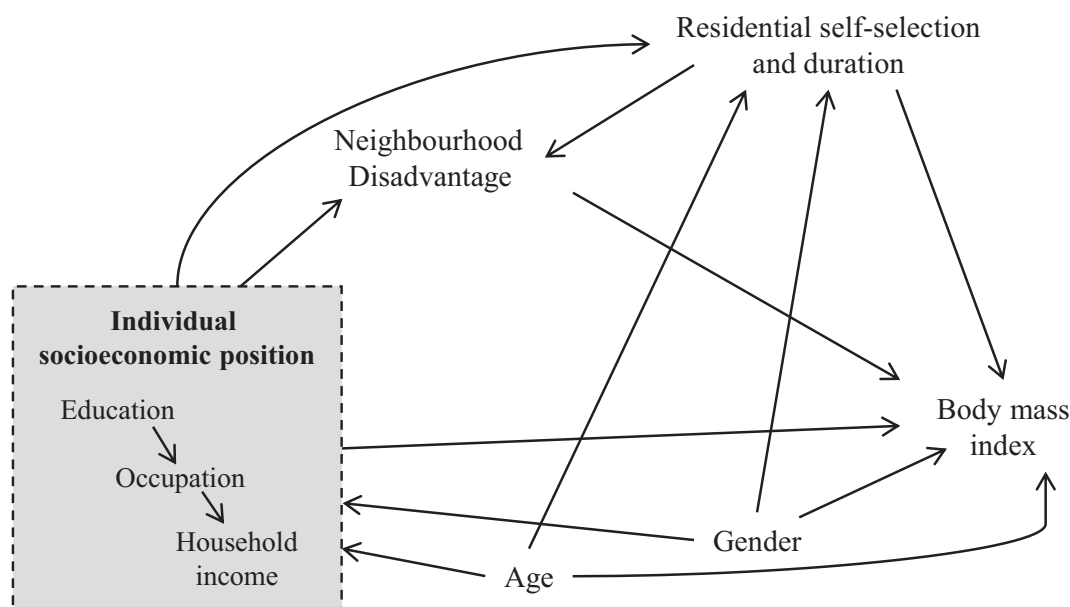 Residential self-selection
and duration
Neighbourhood
Disadvantage
Individual
socioeconomic position
Education
Occupation
Household
income
Body mass
index
Gender
Age